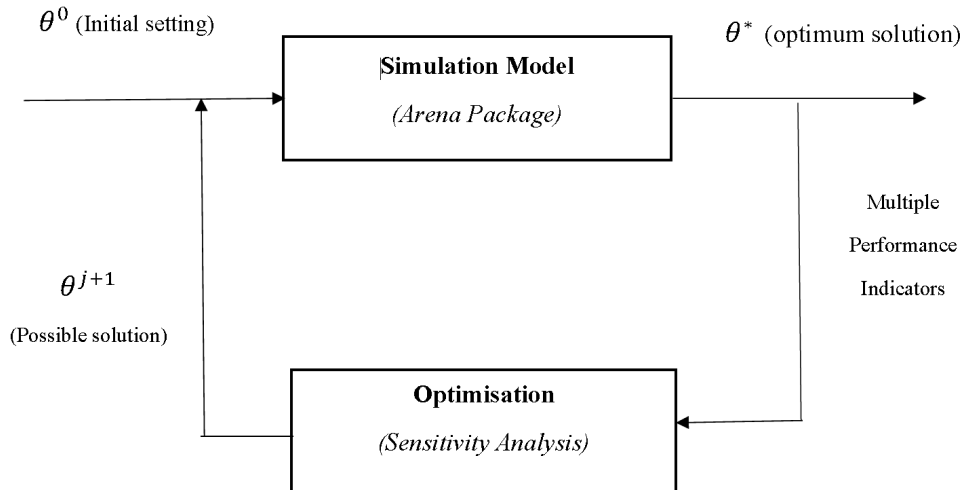 θ⁰ (Initial setting)
θ* (optimum solution)
Simulation Model
(Arena Package)
Multiple
Performance
Indicators
θʲ⁺¹
(Possible solution)
Optimisation
(Sensitivity Analysis)